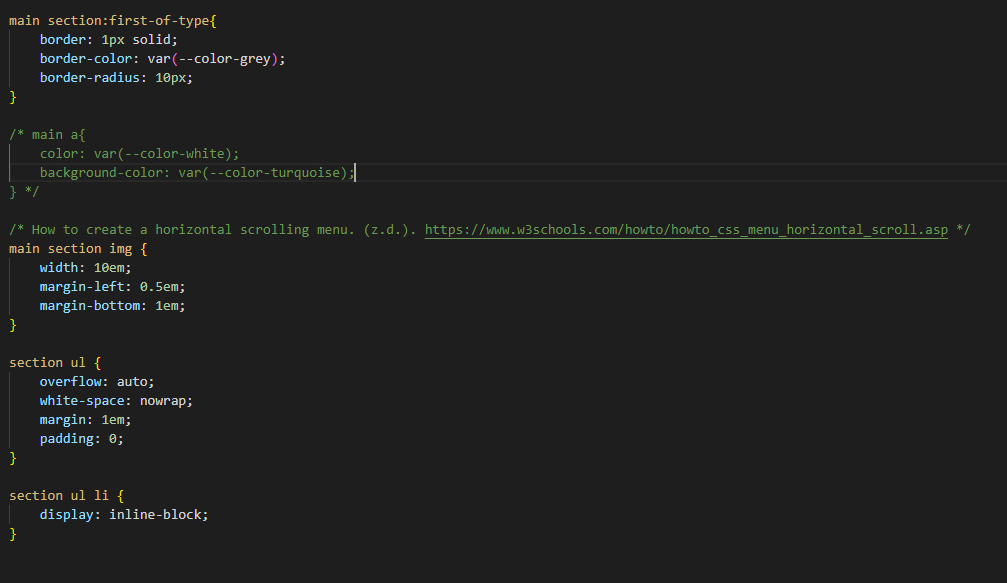 main section:first-of-type{
    border: 1px solid;
    border-color: var(--color-grey);
    border-radius: 10px;
}

/* main a{
    color: var(--color-white);
    background-color: var(--color-turquoise);
} */

/* How to create a horizontal scrolling menu. (z.d.). https://www.w3schools.com/howto/howto_css_menu_horizontal_scroll.asp */
main section img {
    width: 10em;
    margin-left: 0.5em;
    margin-bottom: 1em;
}

section ul {
    overflow: auto;
    white-space: nowrap;
    margin: 1em;
    padding: 0;
}

section ul li {
    display: inline-block;
}